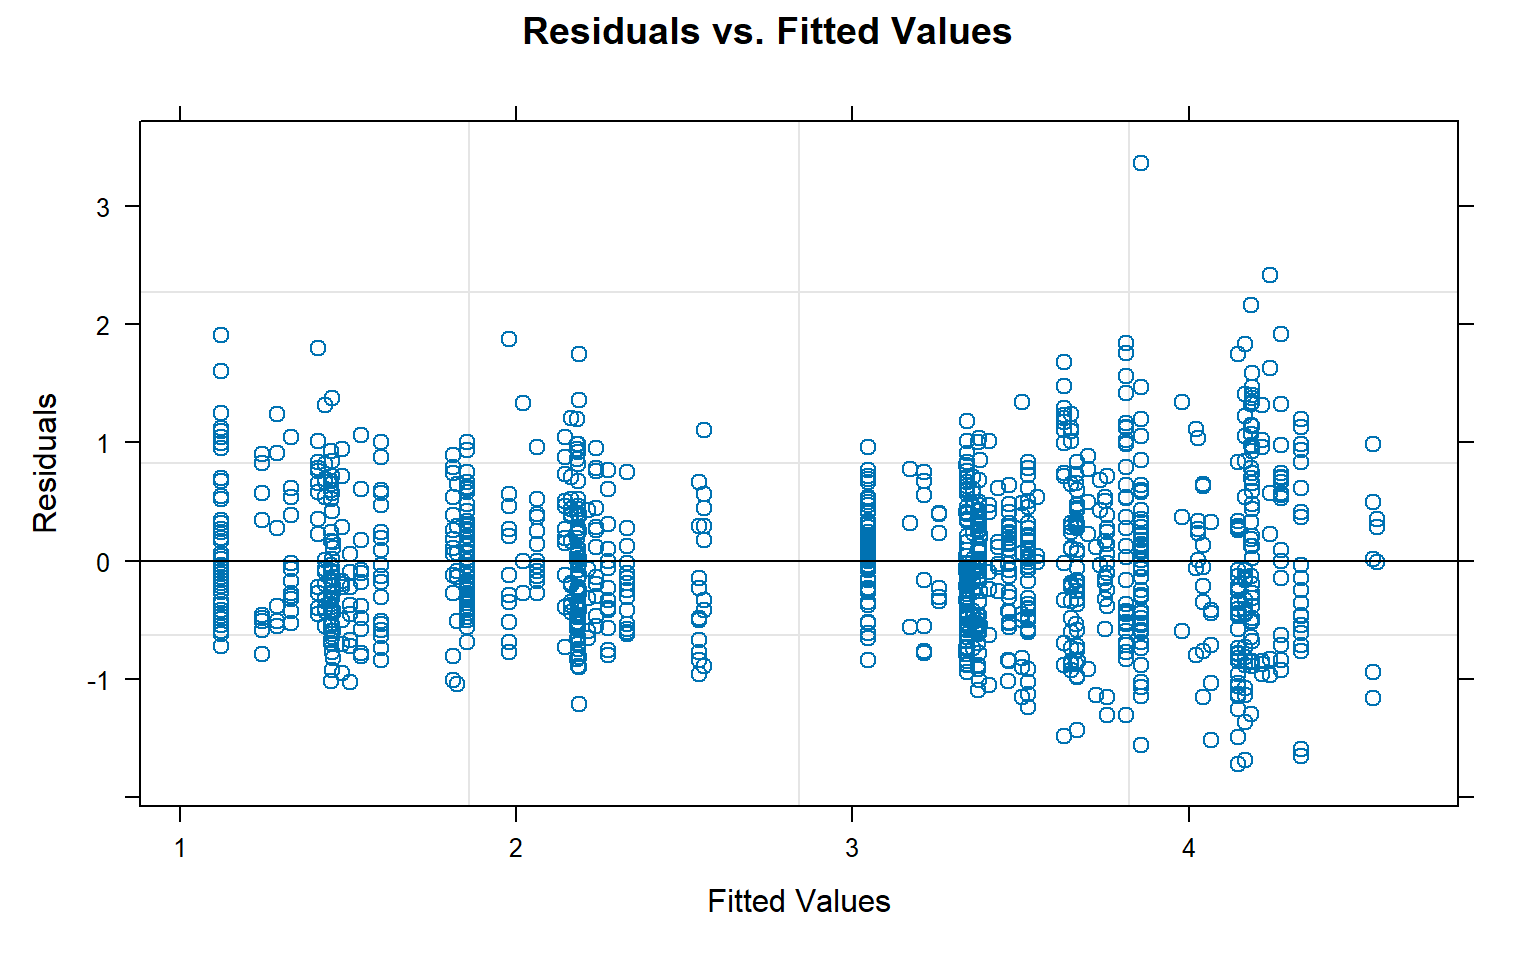 Residuals vs. Fitted Values
3
2
1
0
-1
Residuals
1 2 3 4
Fitted Values